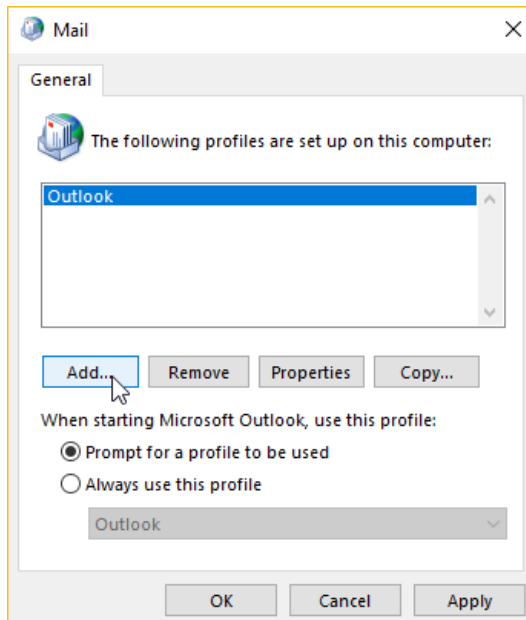 Mail
General
The following profiles are set up on this computer:
Outlook
Add... Remove Properties Copy...
When starting Microsoft Outlook, use this profile:
Prompt for a profile to be used
Always use this profile
Outlook
OK Cancel Apply